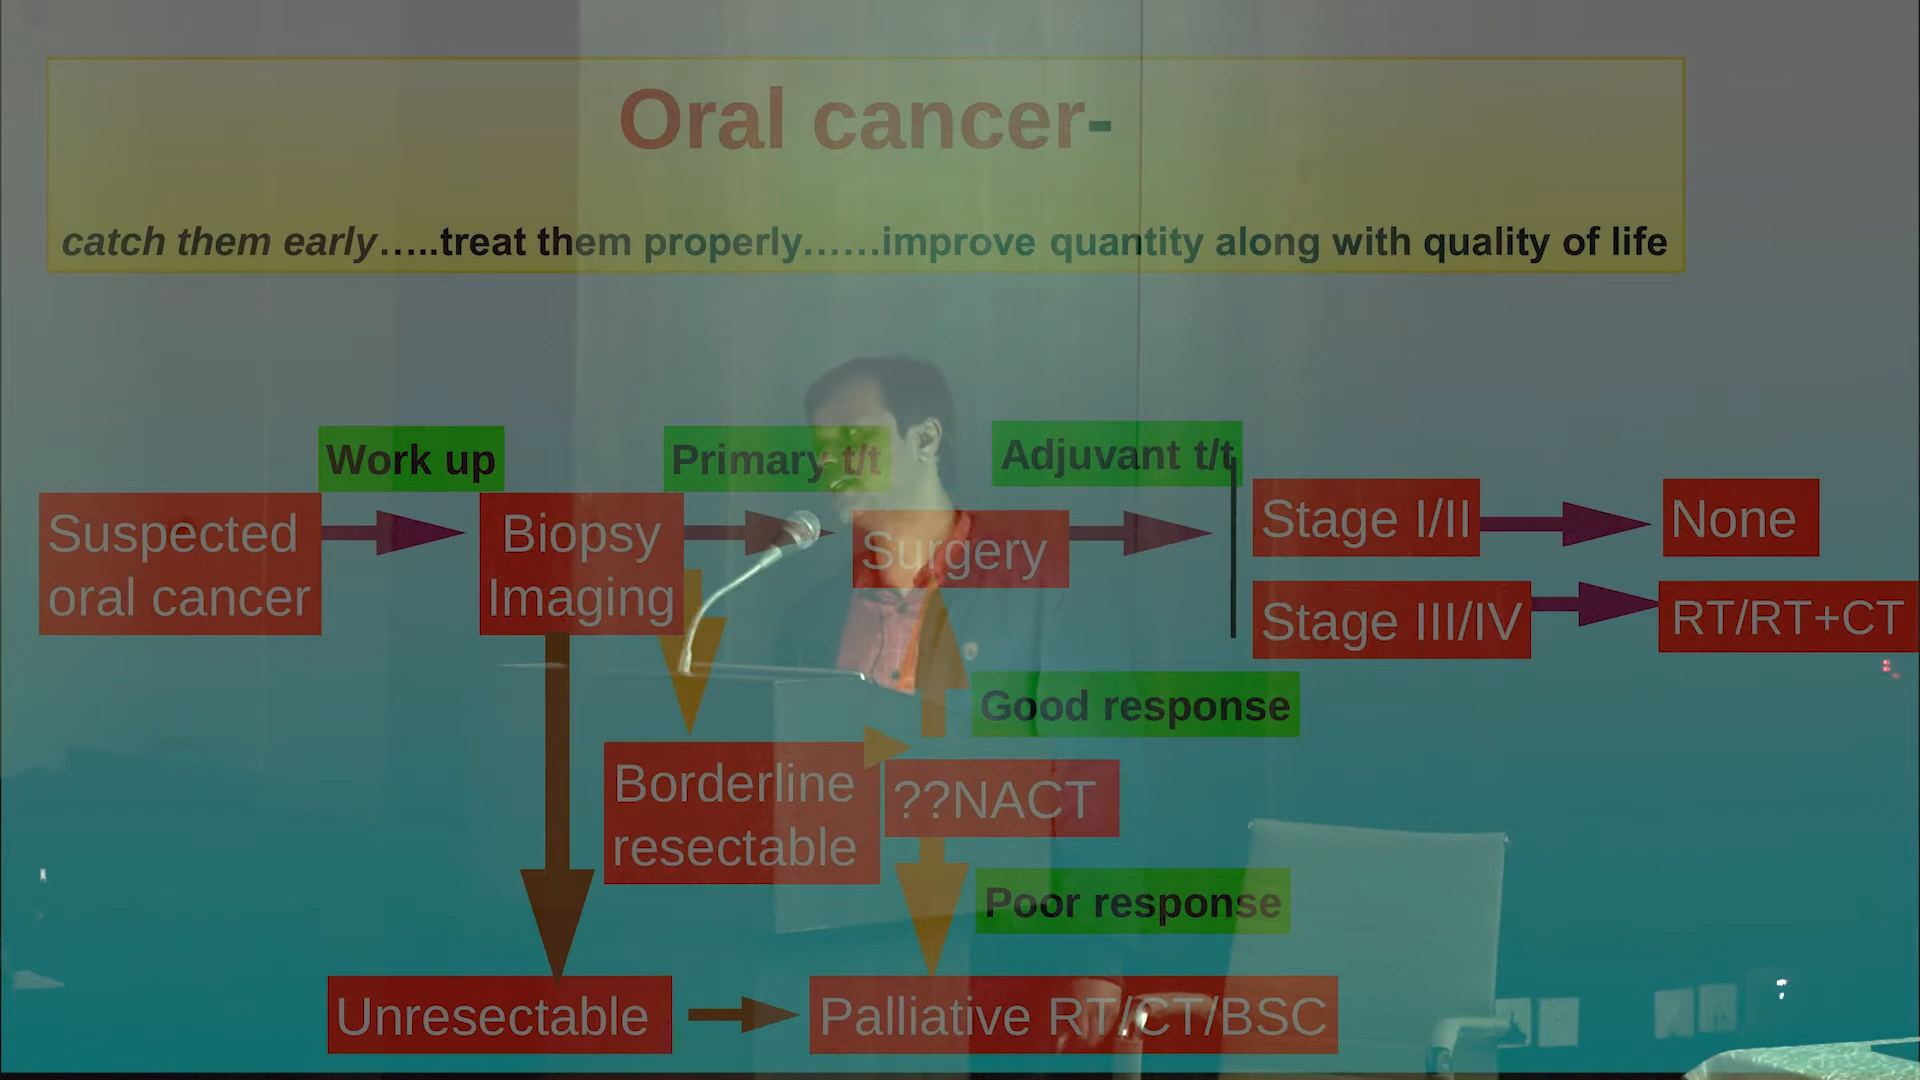 Oral cancer-
catch them early…..treat them properly……improve quantity along with quality of life
Work up
Primary t/t
Adjuvant t/t
Suspected
oral cancer
Biopsy
Imaging
Surgery
Stage I/II
None
Stage III/IV
RT/RT+CT
Good response
Borderline
resectable
??NACT
Poor response
Unresectable
Palliative RT/CT/BSC